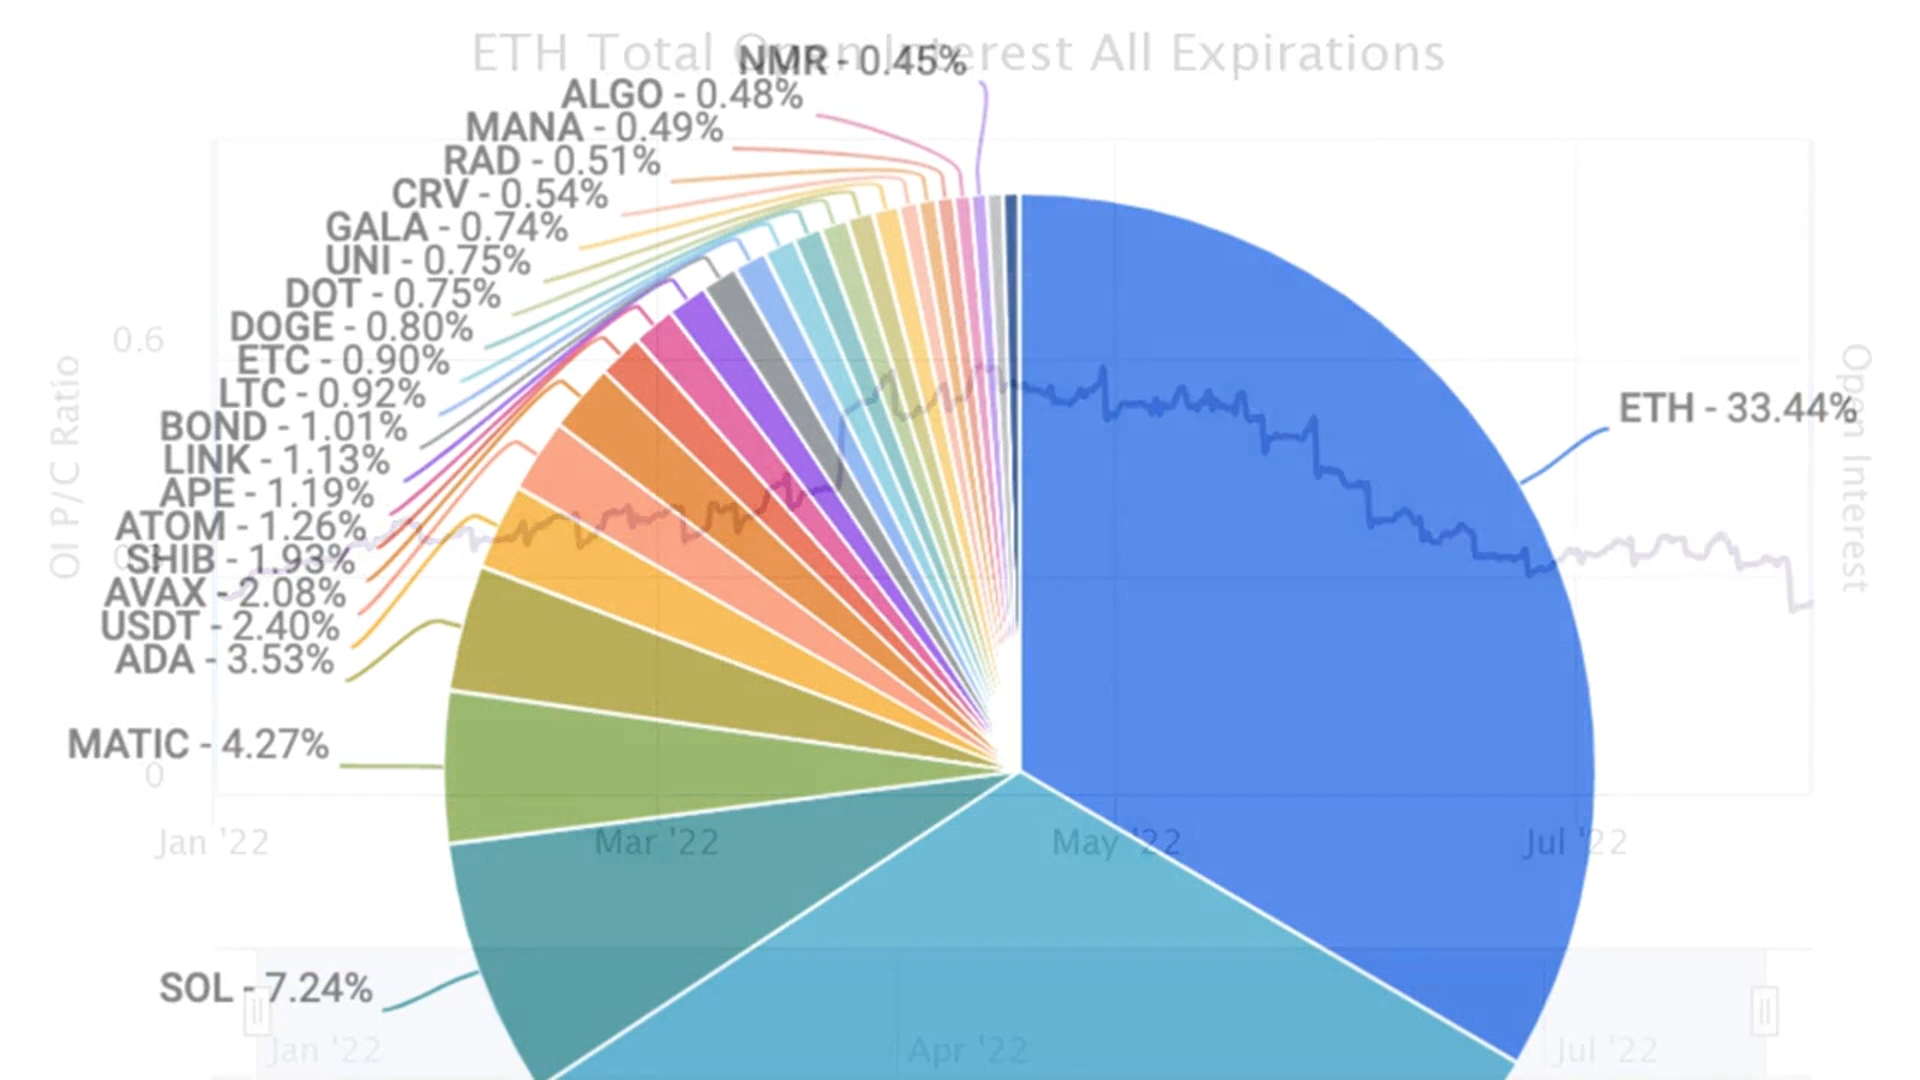 ETH Total Open Interest All Expirations
NMR - 0.45%
ALGO - 0.48%
MANA - 0.49%
RAD - 0.51%
CRV - 0.54%
GALA - 0.74%
UNI - 0.75%
DOT - 0.75%
DOGE - 0.80%
ETC - 0.90%
LTC - 0.92%
BOND - 1.01%
LINK - 1.13%
APE - 1.19%
ATOM - 1.26%
SHIB - 1.93%
AVAX - 2.08%
USDT - 2.40%
ADA - 3.53%
MATIC - 4.27%
SOL - 7.24%
ETH - 33.44%
OI P/C Ratio
0.6
0
Open Interest
Jan '22
Mar '22
May '22
Jul '22
Jan '22
Apr '22
Jul '22